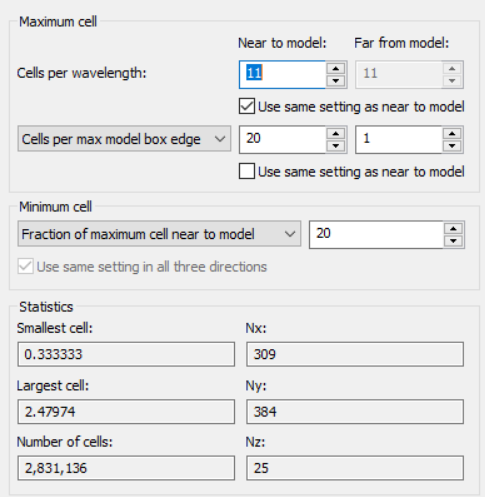 Maximum cell
Near to model: Far from model:
Cells per wavelength: 11 11
Use same setting as near to model
Cells per max model box edge 20 1
Use same setting as near to model
Minimum cell
Fraction of maximum cell near to model 20
Use same setting in all three directions
Statistics
Smallest cell: Nx:
0.333333 309
Largest cell: Ny:
2.47974 384
Number of cells: Nz:
2,831,136 25